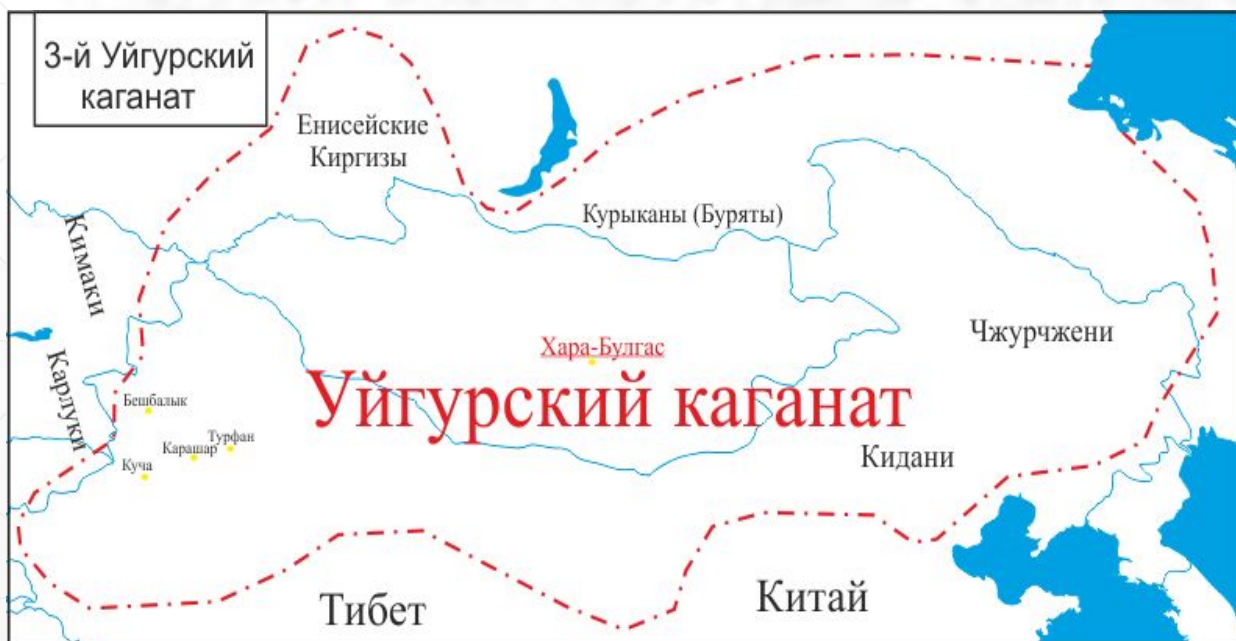 3-й Уйгурский
каганат
Енисейские
Киргизы
Курыканы (Буряты)
Кимаки
Чжурчжени
Хара-Булгас
Карлуки
Уйгурский каганат
Бешбалык
Турфан
Карашар
Куча
Кидани
Тибет
Китай